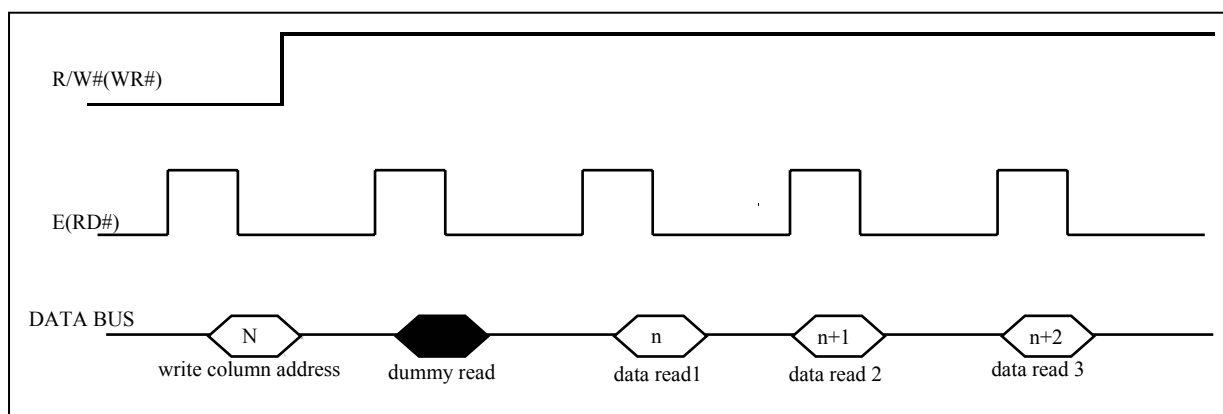 R/W#(WR#)
E(RD#)
DATA BUS
N
n
n+1
n+2
write column address
dummy read
data read1
data read 2
data read 3